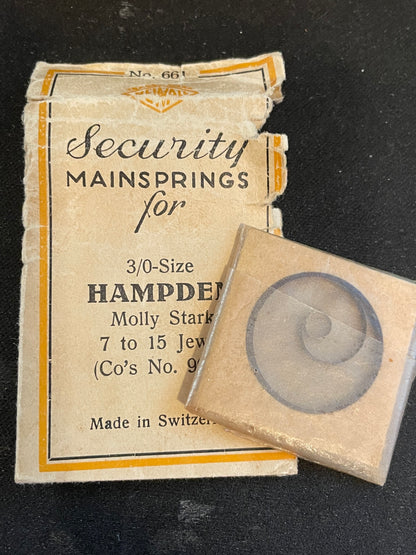 No. 661
Security
MAINSPRINGS
for
3/0-Size
HAMPDEN
Molly Stark
7 to 15 Jew
(Co's No. 9
Made in Switzer